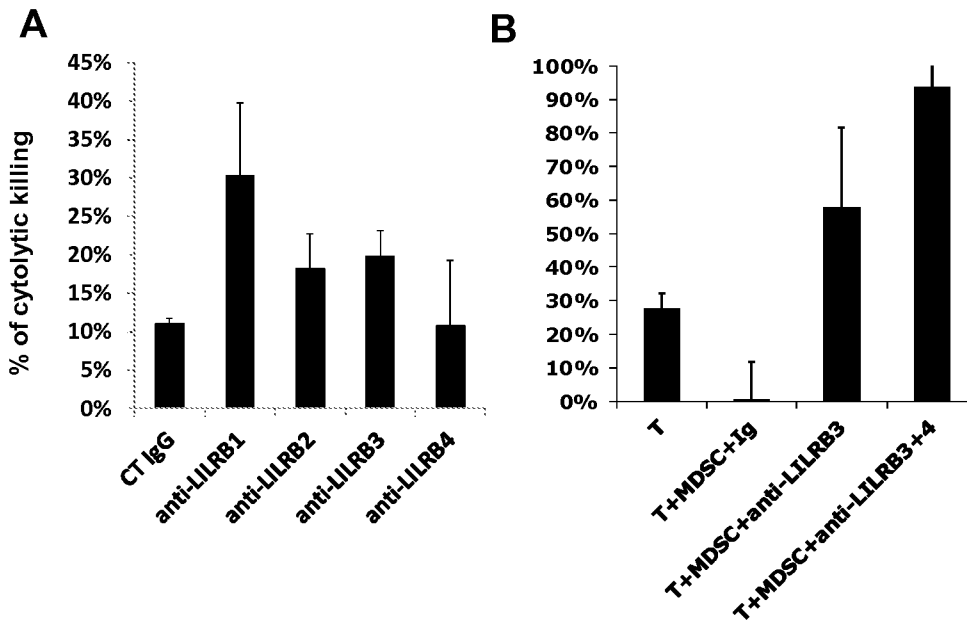 A
% of cytolytic killing
45%
40%
35%
30%
25%
20%
15%
10%
5%
0%
CT IgG
anti-LILRB1
anti-LILRB2
anti-LILRB3
anti-LILRB4
B
100%
90%
80%
70%
60%
50%
40%
30%
20%
10%
0%
T
T+MDSC+Ig
T+MDSC+anti-LILRB3
T+MDSC+anti-LILRB3+4